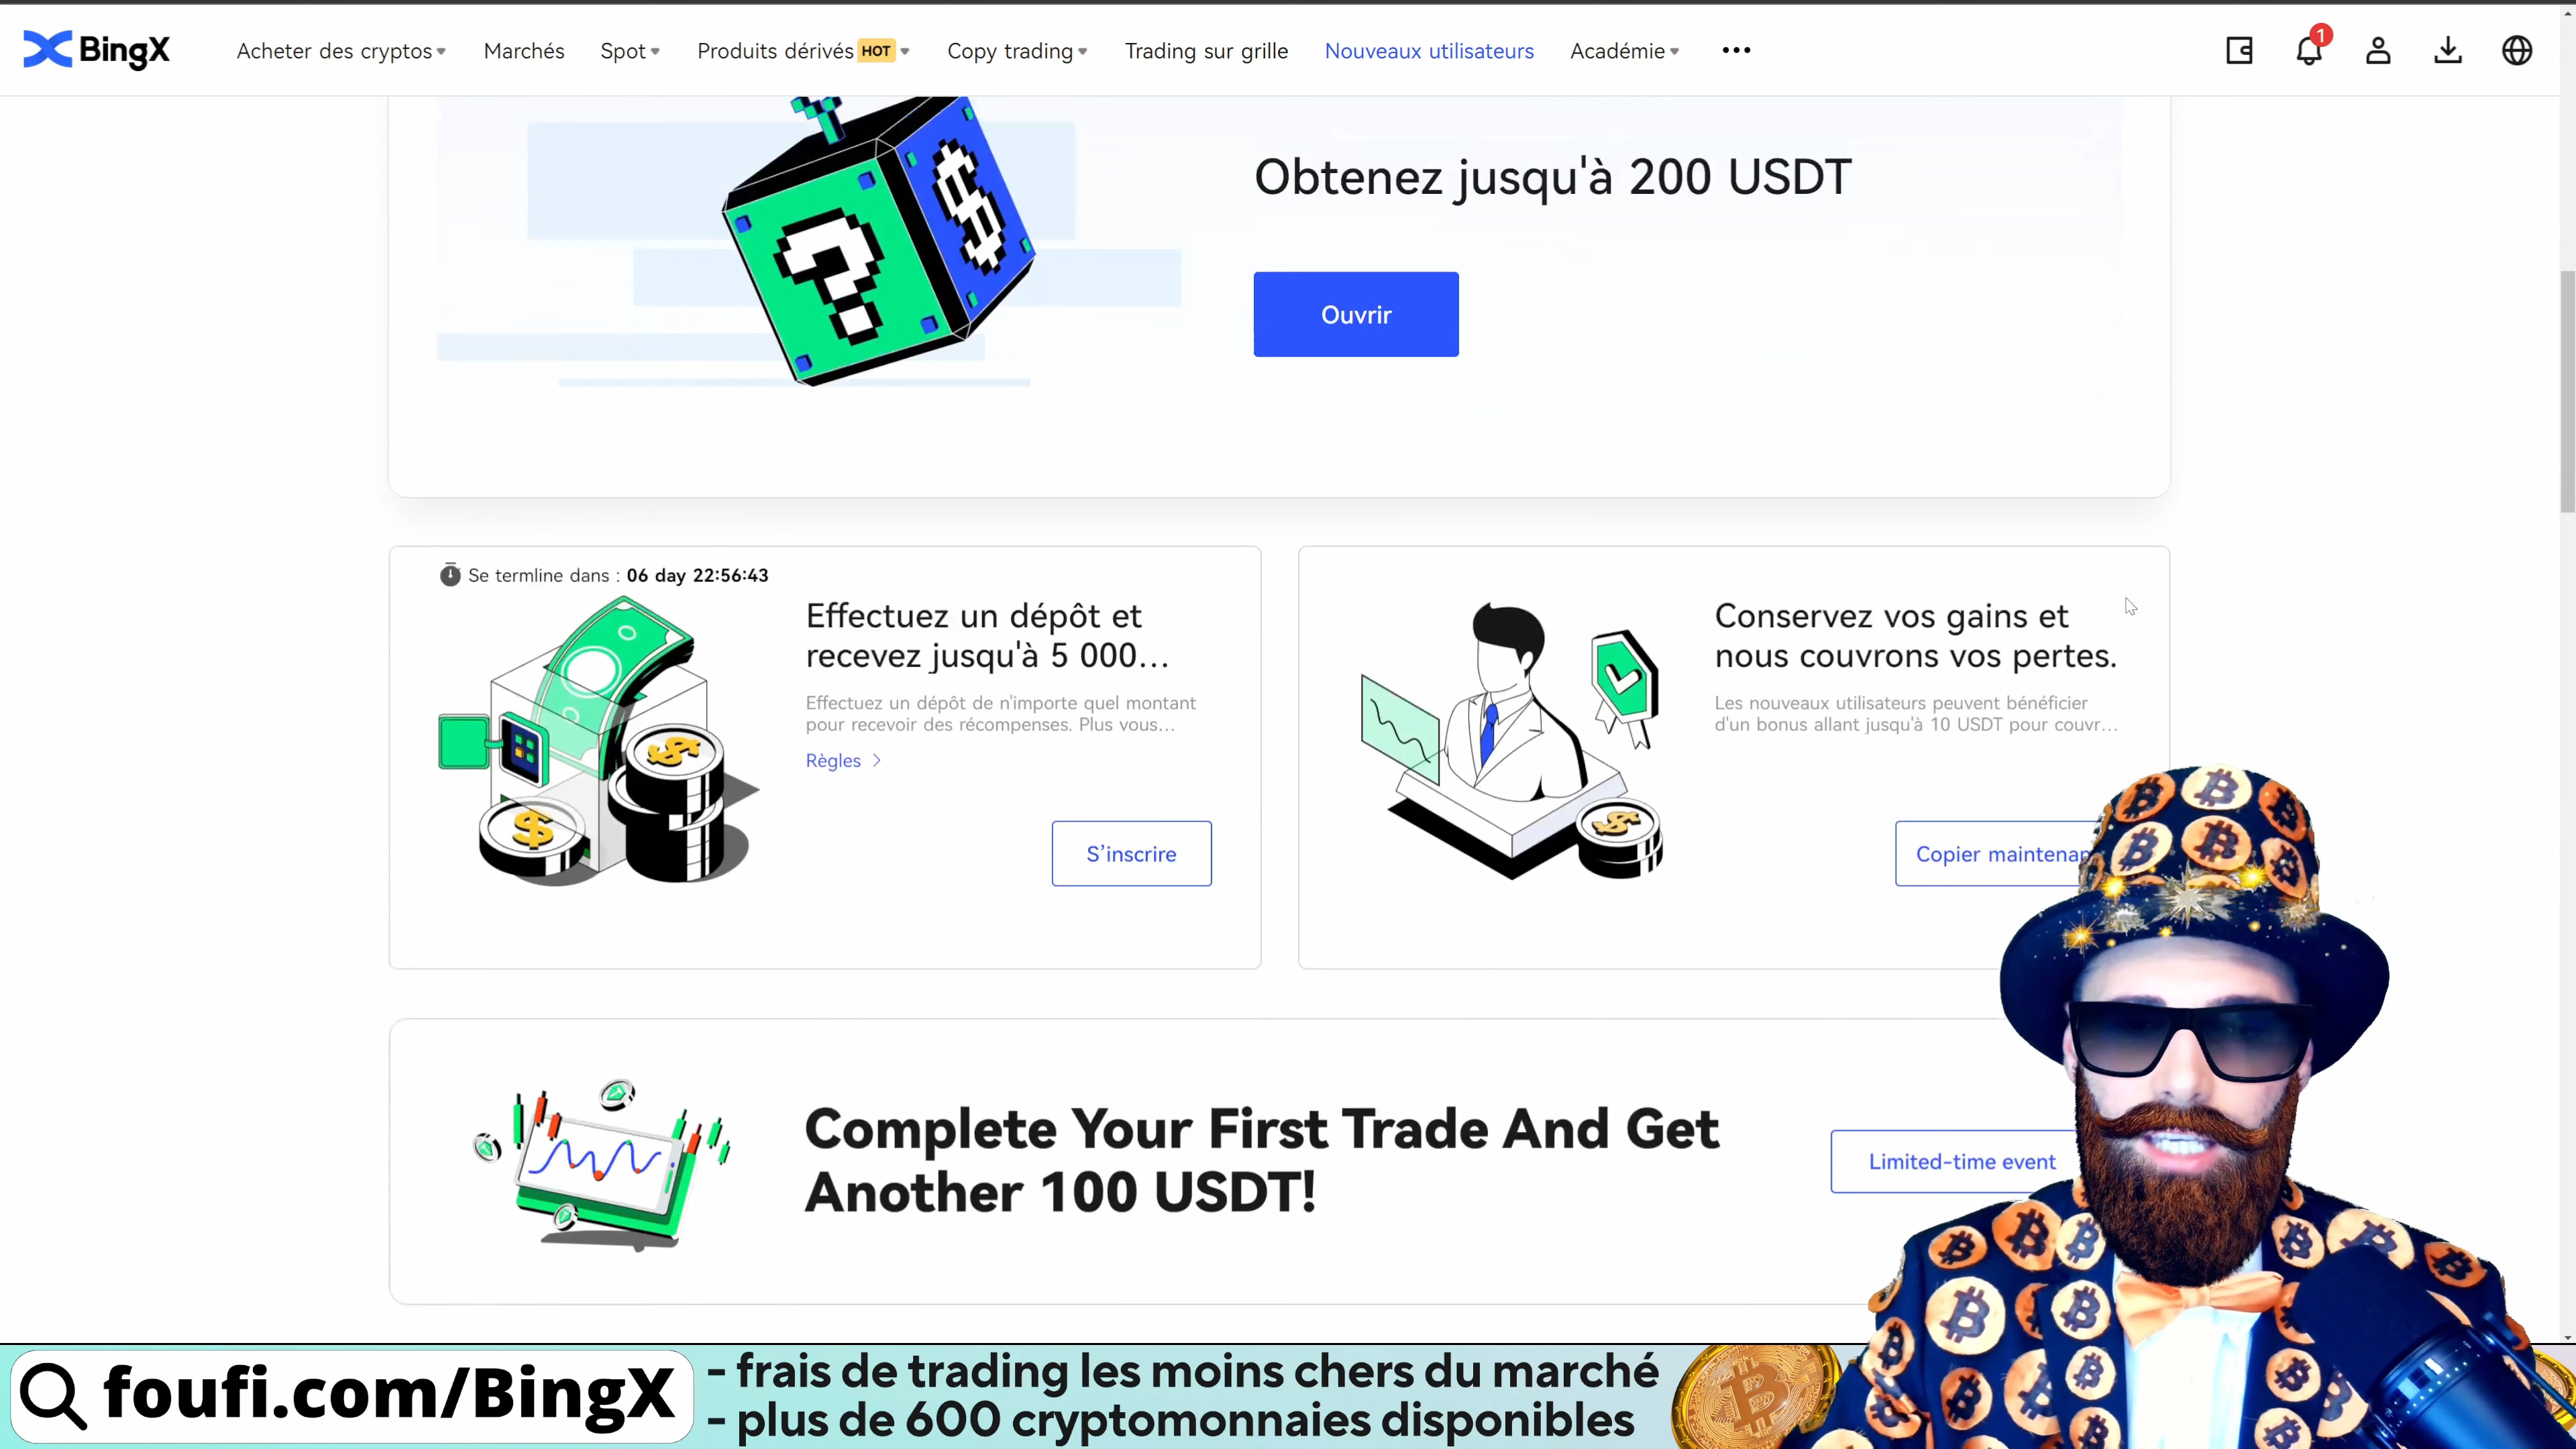 BingX
Acheter des cryptos
Marchés
Spot
Produits dérivés HOT
Copy trading
Trading sur grille
Nouveaux utilisateurs
Académie
1
Obtenez jusqu'à 200 USDT
Ouvrir
Se termline dans : 06 day 22:56:43
Effectuez un dépôt et
recevez jusqu'à 5 000...
Effectuez un dépôt de n'importe quel montant
pour recevoir des récompenses. Plus vous...
Règles >
S'inscrire
Conservez vos gains et
nous couvrons vos pertes.
Les nouveaux utilisateurs peuvent bénéficier
d'un bonus allant jusqu'à 10 USDT pour couvr...
Copier maintenan
Complete Your First Trade And Get
Another 100 USDT!
Limited-time event
foufi.com/BingX
- frais de trading les moins chers du marché
- plus de 600 cryptomonnaies disponibles